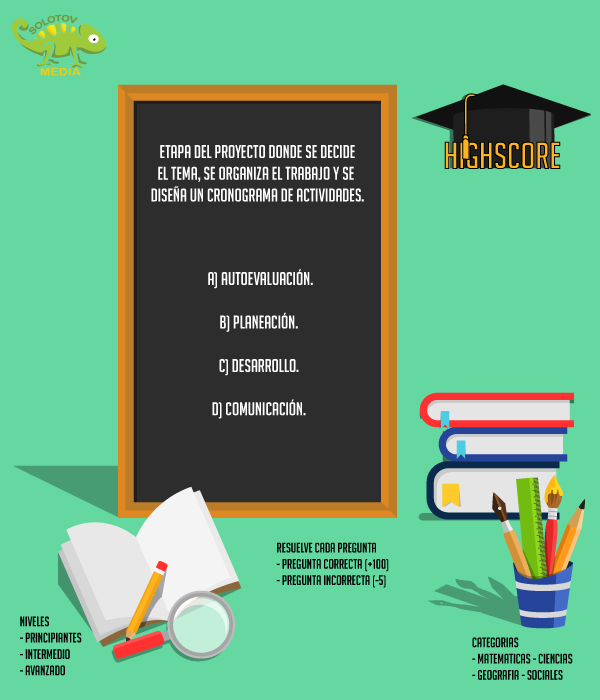 SOLOTOV
MEDIA
HIGHSCORE
ETAPA DEL PROYECTO DONDE SE DECIDE
EL TEMA, SE ORGANIZA EL TRABAJO Y SE
DISEÑA UN CRONOGRAMA DE ACTIVIDADES.
A) AUTOEVALUACIÓN.
B) PLANEACIÓN.
C) DESARROLLO.
D) COMUNICACIÓN.
RESUELVE CADA PREGUNTA
- PREGUNTA CORRECTA (+100)
- PREGUNTA INCORRECTA (-5)
NIVELES
- PRINCIPIANTES
- INTERMEDIO
- AVANZADO
CATEGORIAS
- MATEMATICAS - CIENCIAS
- GEOGRAFIA - SOCIALES